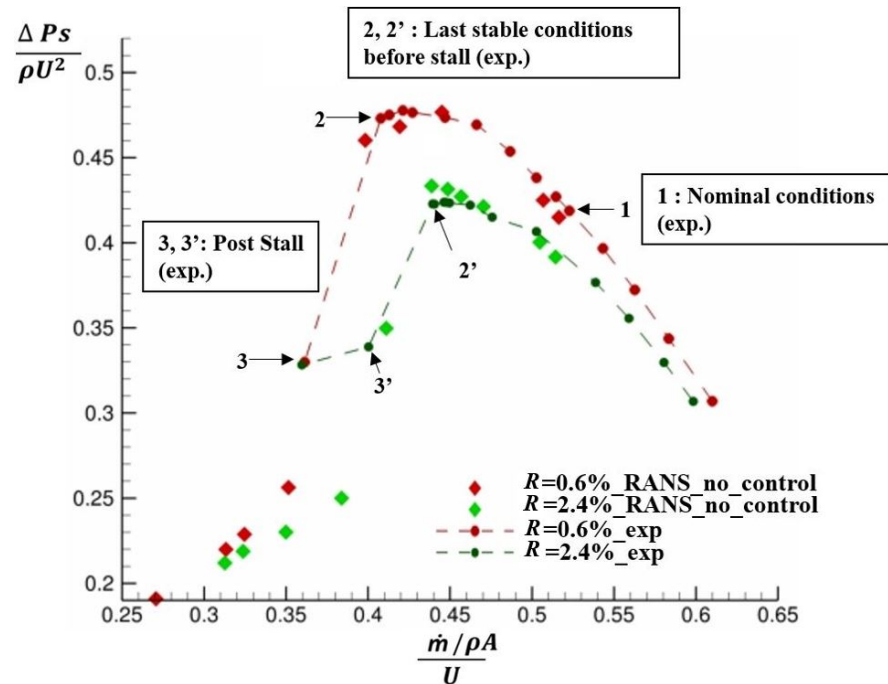 Δ Ps
ρU²
2, 2’ : Last stable conditions
before stall (exp.)
0.5
2
0.45
1
1 : Nominal conditions
(exp.)
3, 3’: Post Stall
(exp.)
0.4
2’
0.35
3
3’
0.3
R=0.6%_RANS_no_control
0.25
R=2.4%_RANS_no_control
R=0.6%_exp
R=2.4%_exp
0.2
0.25 0.3 0.35 0.4 0.45 0.5 0.55 0.6 0.65
ṁ/ρA
U